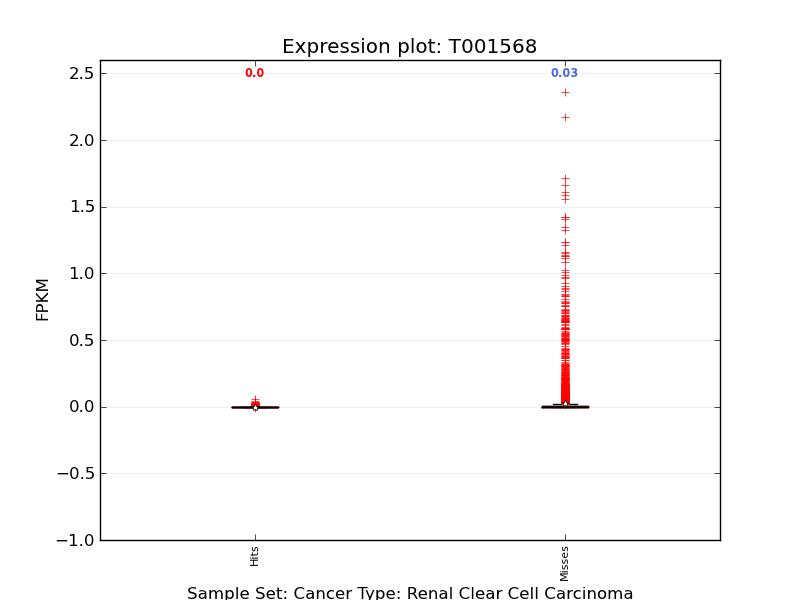 Expression plot: T001568
0.0
0.03
2.5
2.0
1.5
1.0
0.5
0.0
−0.5
−1.0
FPKM
Hits
Misses
Sample Set: Cancer Type: Renal Clear Cell Carcinoma